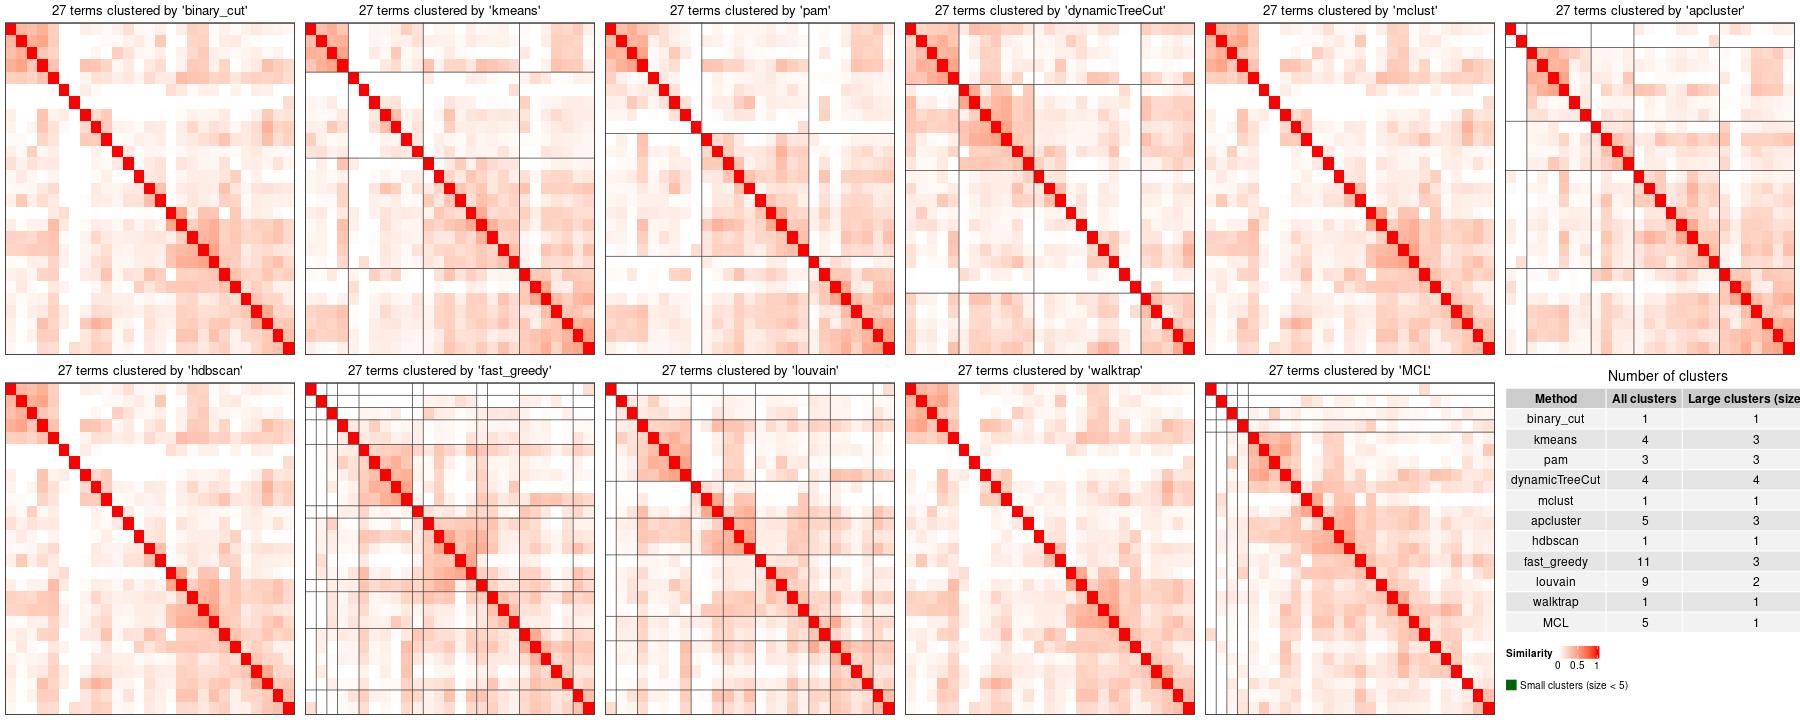 27 terms clustered by 'binary_cut'
27 terms clustered by 'kmeans'
27 terms clustered by 'pam'
27 terms clustered by 'dynamicTreeCut'
27 terms clustered by 'mclust'
27 terms clustered by 'apcluster'
27 terms clustered by 'hdbscan'
27 terms clustered by 'fast_greedy'
27 terms clustered by 'louvain'
27 terms clustered by 'walktrap'
27 terms clustered by 'MCL'
Number of clusters
Method All clusters Large clusters (size
binary_cut 1 1
kmeans 4 3
pam 3 3
dynamicTreeCut 4 4
mclust 1 1
apcluster 5 3
hdbscan 1 1
fast_greedy 11 3
louvain 9 2
walktrap 1 1
MCL 5 1
Similarity
0 0.5 1
Small clusters (size < 5)